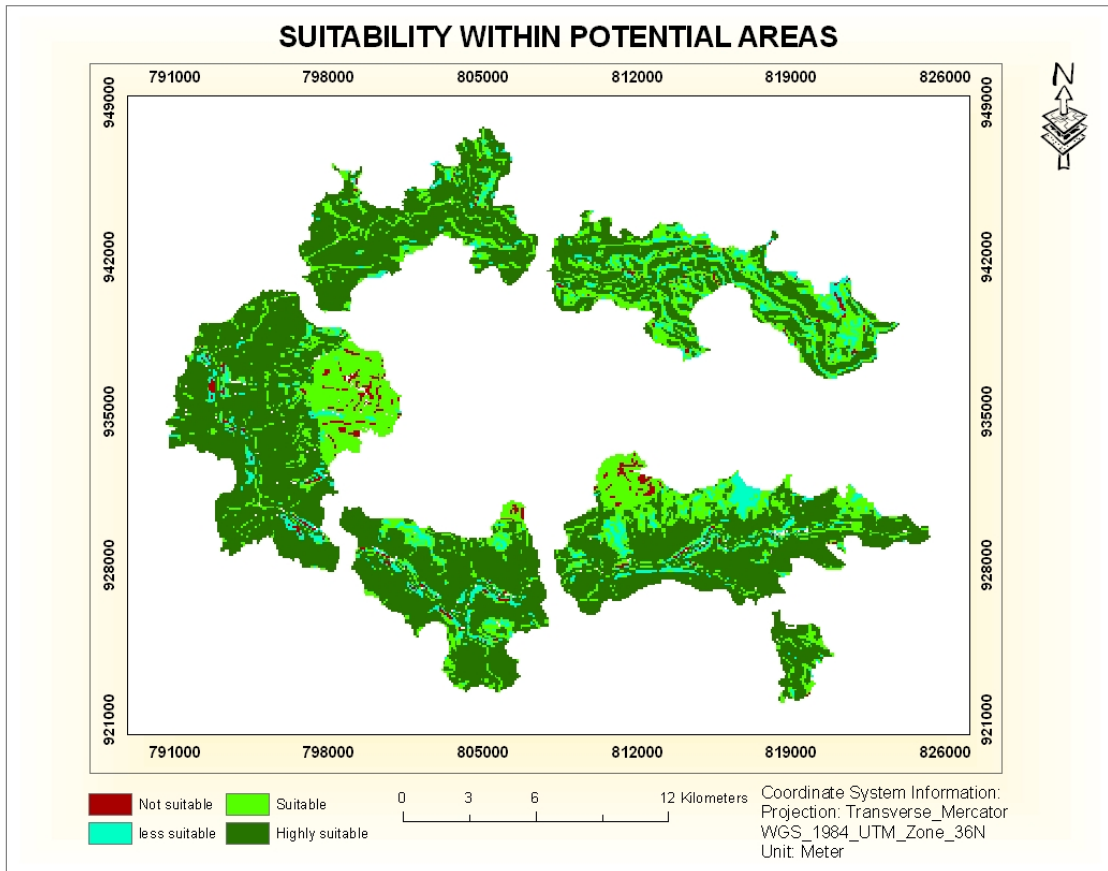 SUITABILITY WITHIN POTENTIAL AREAS
791000 798000 805000 812000 819000 826000
N
949000 949000
942000 942000
935000 935000
928000 928000
921000 921000
791000 798000 805000 812000 819000 826000
Not suitable Suitable
less suitable Highly suitable
0 3 6 12 Kilometers
Coordinate System Information:
Projection: Transverse_Mercator
WGS_1984_UTM_Zone_36N
Unit: Meter